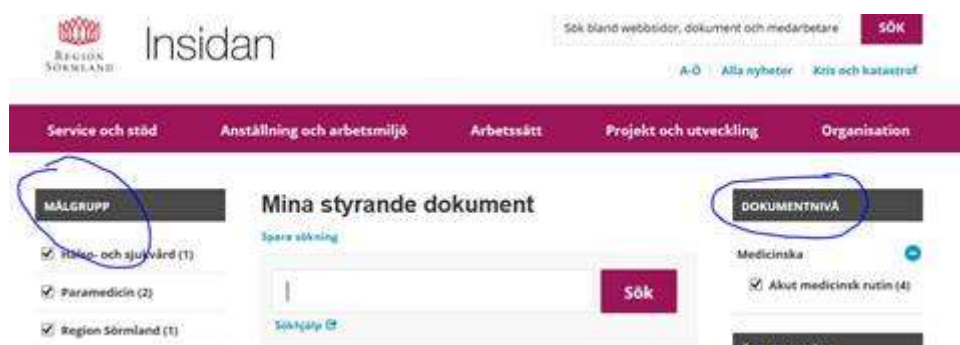 Sök bland webbsidor, dokument och medarbetare SÖK
REGION
SÖRMLAND
Insidan
A-Ö Alla nyheter Kris och katastrof
Service och stöd Anställning och arbetsmiljö Arbetssätt Projekt och utveckling Organisation
MÅLGRUPP
Hälso- och sjukvård (1)
Paramedicin (2)
Region Sörmland (1)
Mina styrande dokument
Spara sökning
Sök
Sökhjälp
DOKUMENTNIVÅ
Medicinska
Akut medicinsk rutin (4)